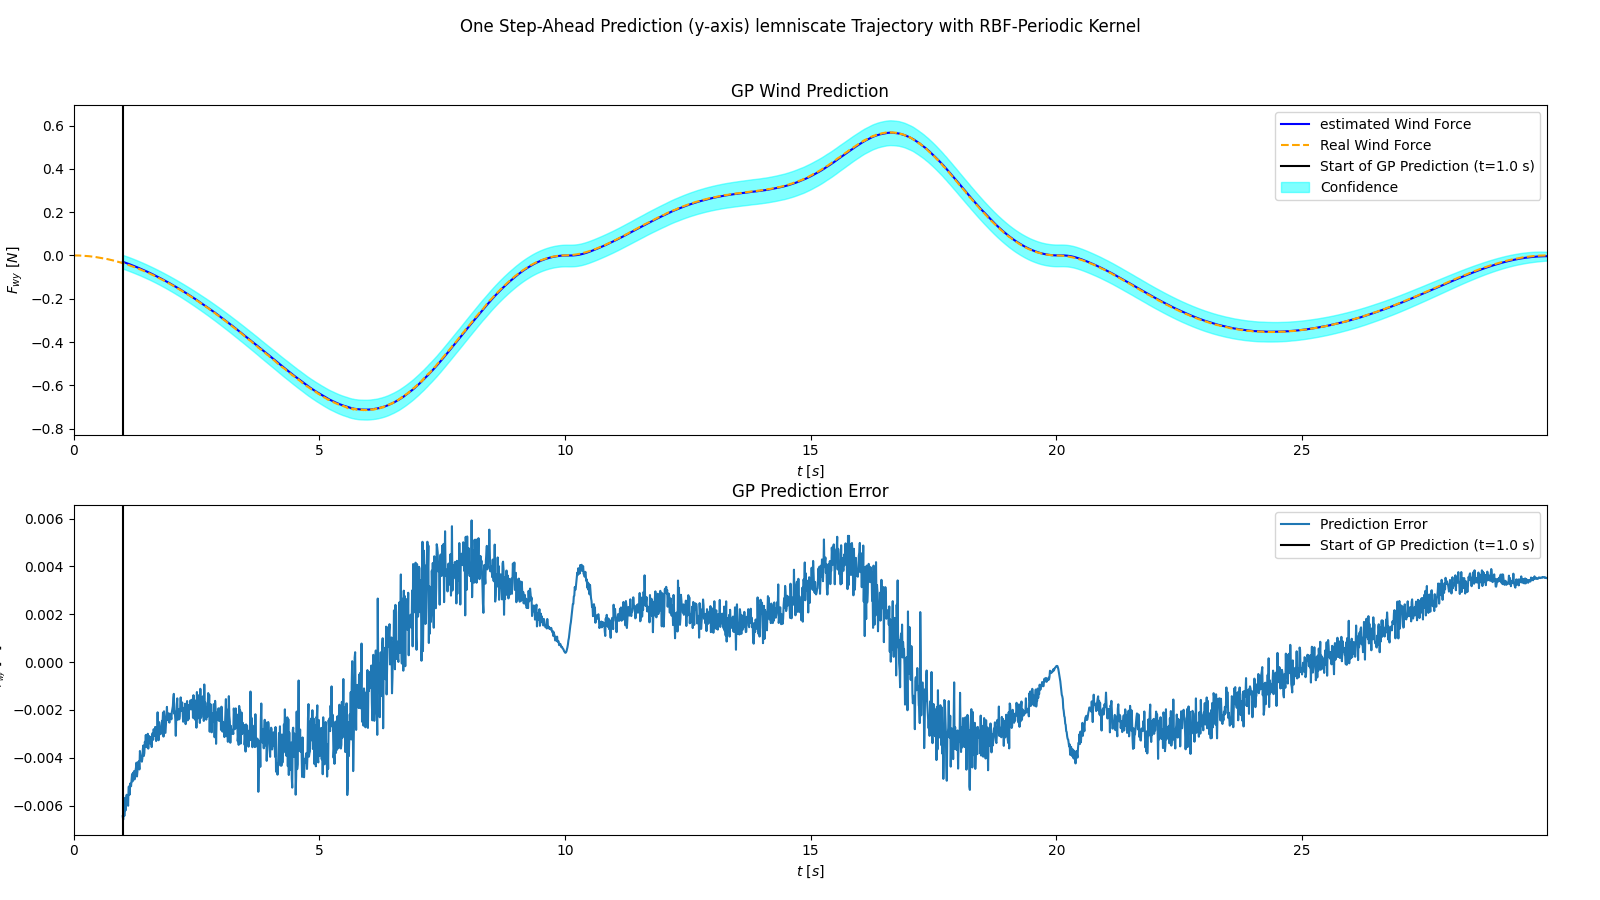 One Step-Ahead Prediction (y-axis) lemniscate Trajectory with RBF-Periodic Kernel
GP Wind Prediction
0.6
0.4
0.2
0.0
−0.2
−0.4
−0.6
−0.8
F_wy [N]
estimated Wind Force
Real Wind Force
Start of GP Prediction (t=1.0 s)
Confidence
0 5 10 15 20 25
t [s]
GP Prediction Error
0.006
0.004
0.002
0.000
−0.002
−0.004
−0.006
Prediction Error
Start of GP Prediction (t=1.0 s)
0 5 10 15 20 25
t [s]